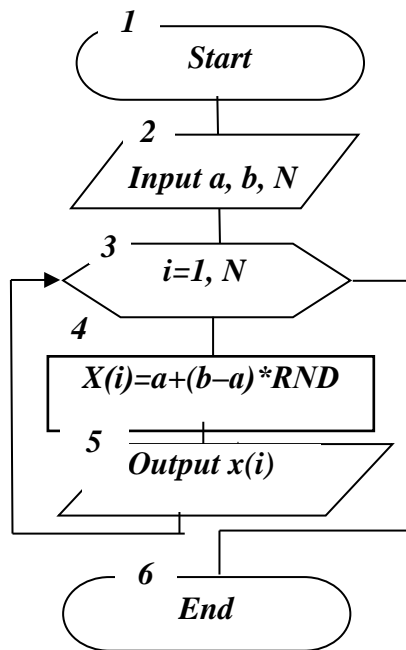 1
Start
2
Input a, b, N
3
i=1, N
4
X(i)=a+(b–a)*RND
5
Output x(i)
6
End